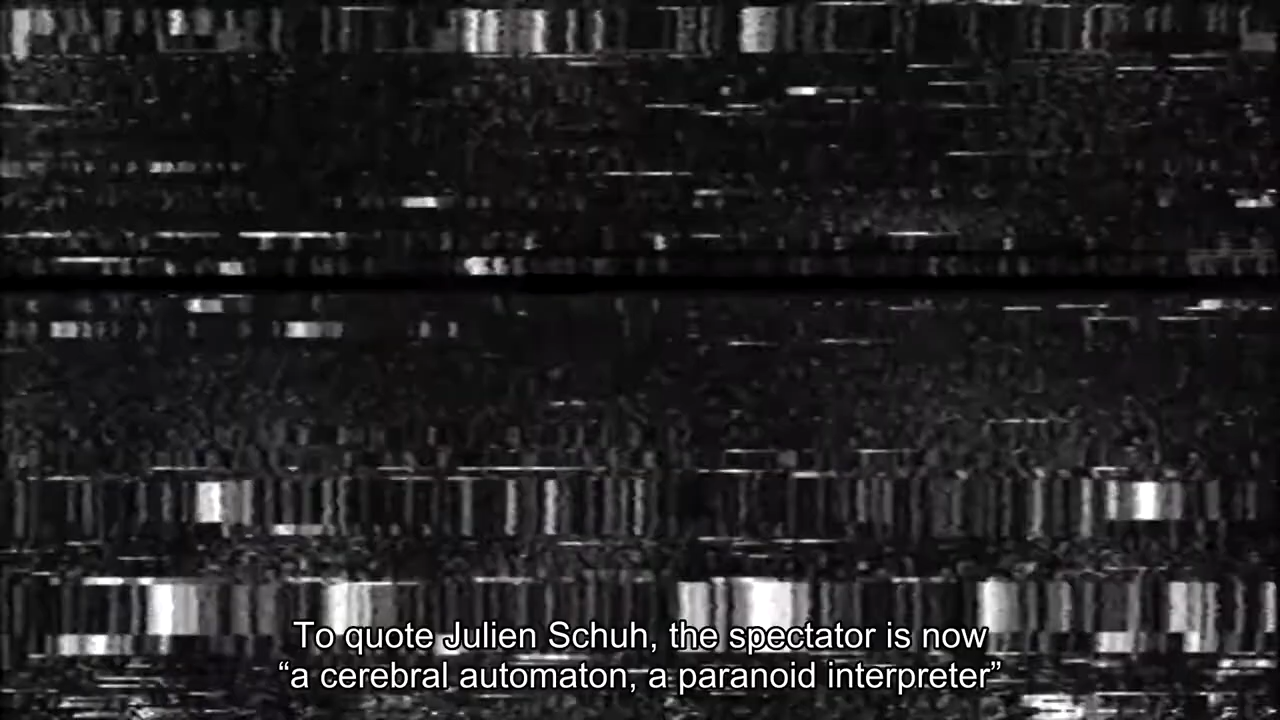 To quote Julien Schuh, the spectator is now
“a cerebral automaton, a paranoid interpreter”